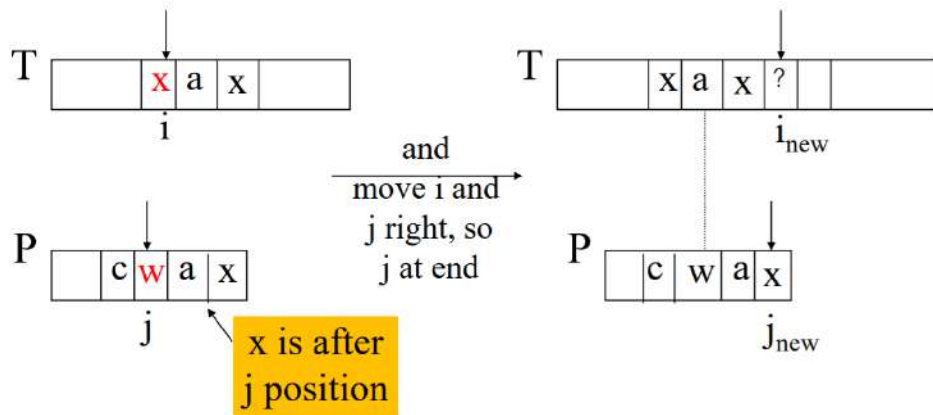 T
x a x
i
T
x a x ?
i new
and
move i and
j right, so
j at end
P
c w a x
j
P
c w a x
j new
x is after
j position